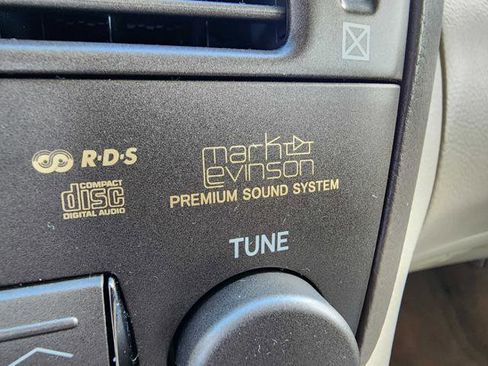 R·D·S
COMPACT
disc
DIGITAL AUDIO
mark
Levinson
PREMIUM SOUND SYSTEM
TUNE